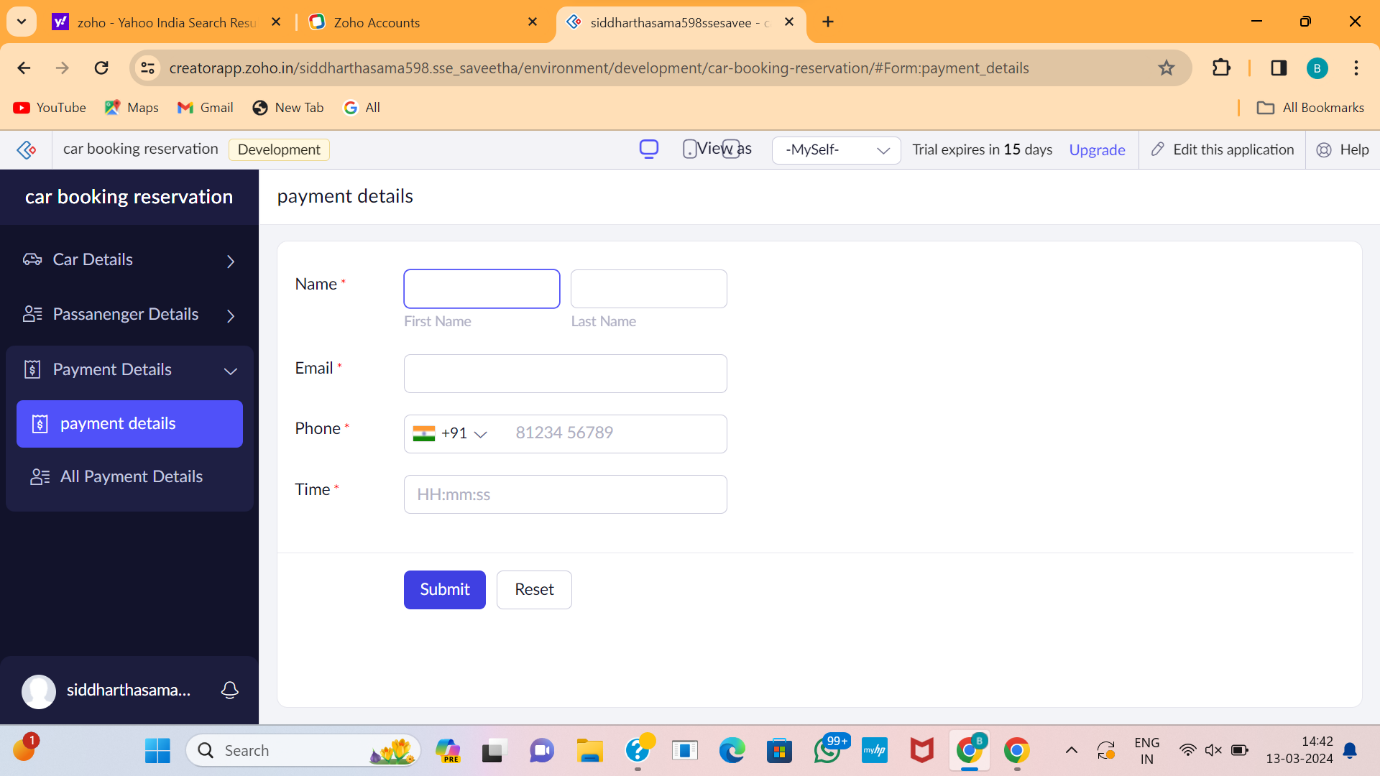 zoho - Yahoo India Search Resu
Zoho Accounts
siddharthasama598ssesavee - c
creatorapp.zoho.in/siddharthasama598.sse_saveetha/environment/development/car-booking-reservation/#Form:payment_details
B
YouTube
Maps
Gmail
New Tab
All
All Bookmarks
car booking reservation
Development
View as
-MySelf-
Trial expires in 15 days
Upgrade
Edit this application
Help
car booking reservation
payment details
Car Details
Passanenger Details
Payment Details
payment details
All Payment Details
Name *
First Name
Last Name
Email *
Phone *
+91
81234 56789
Time *
HH:mm:ss
Submit
Reset
siddharthasama...
1
Search
PRE
99+
myhp
B
ENG
IN
14:42
13-03-2024